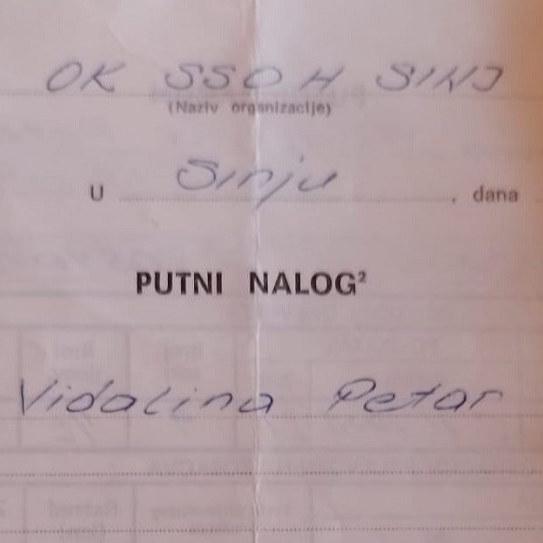 OK SSOH SINJ
(Naziv organizacije)
U Sinju, dana
PUTNI NALOG²
Vidalina Petar